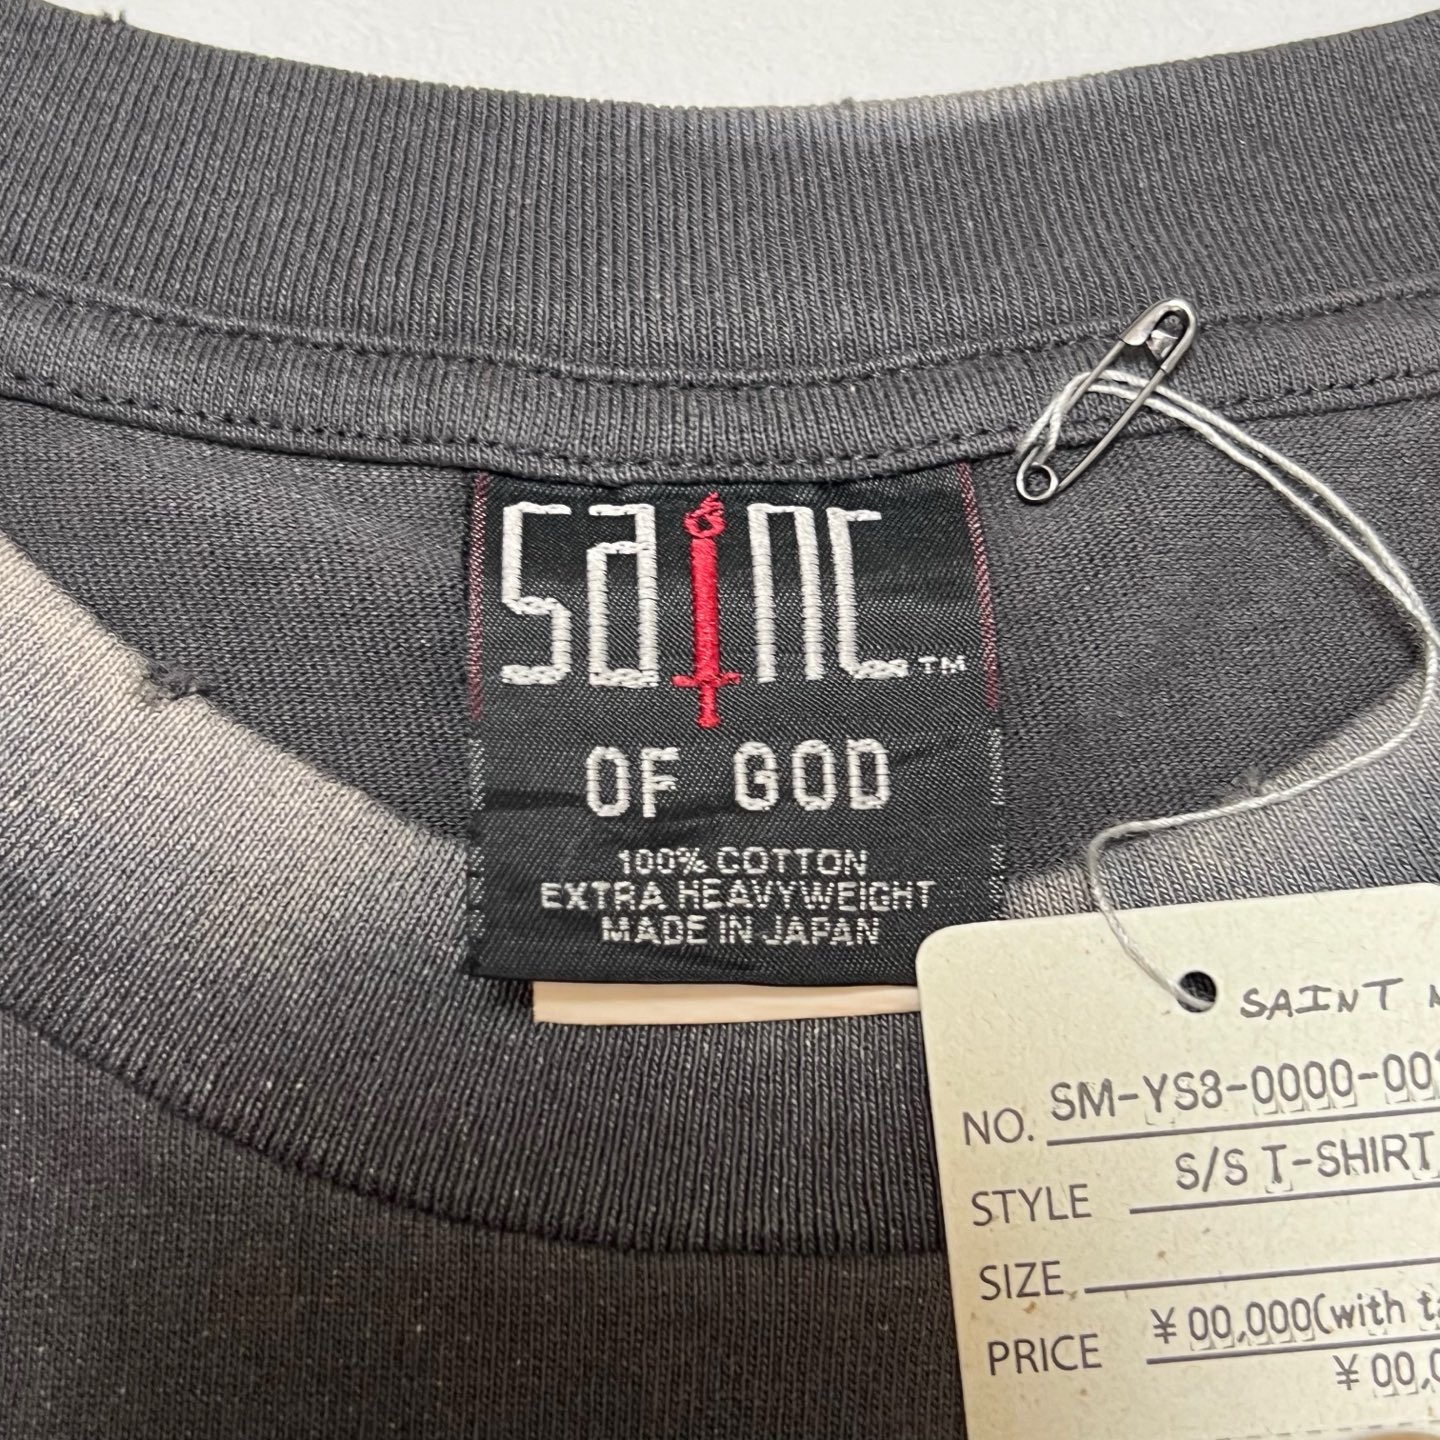 SAINT™
OF GOD
100% COTTON
EXTRA HEAVYWEIGHT
MADE IN JAPAN
SAINT
NO. SM-YS8-0000-00
STYLE S/S T-SHIRT
SIZE
PRICE ¥00,000(with
¥00,0